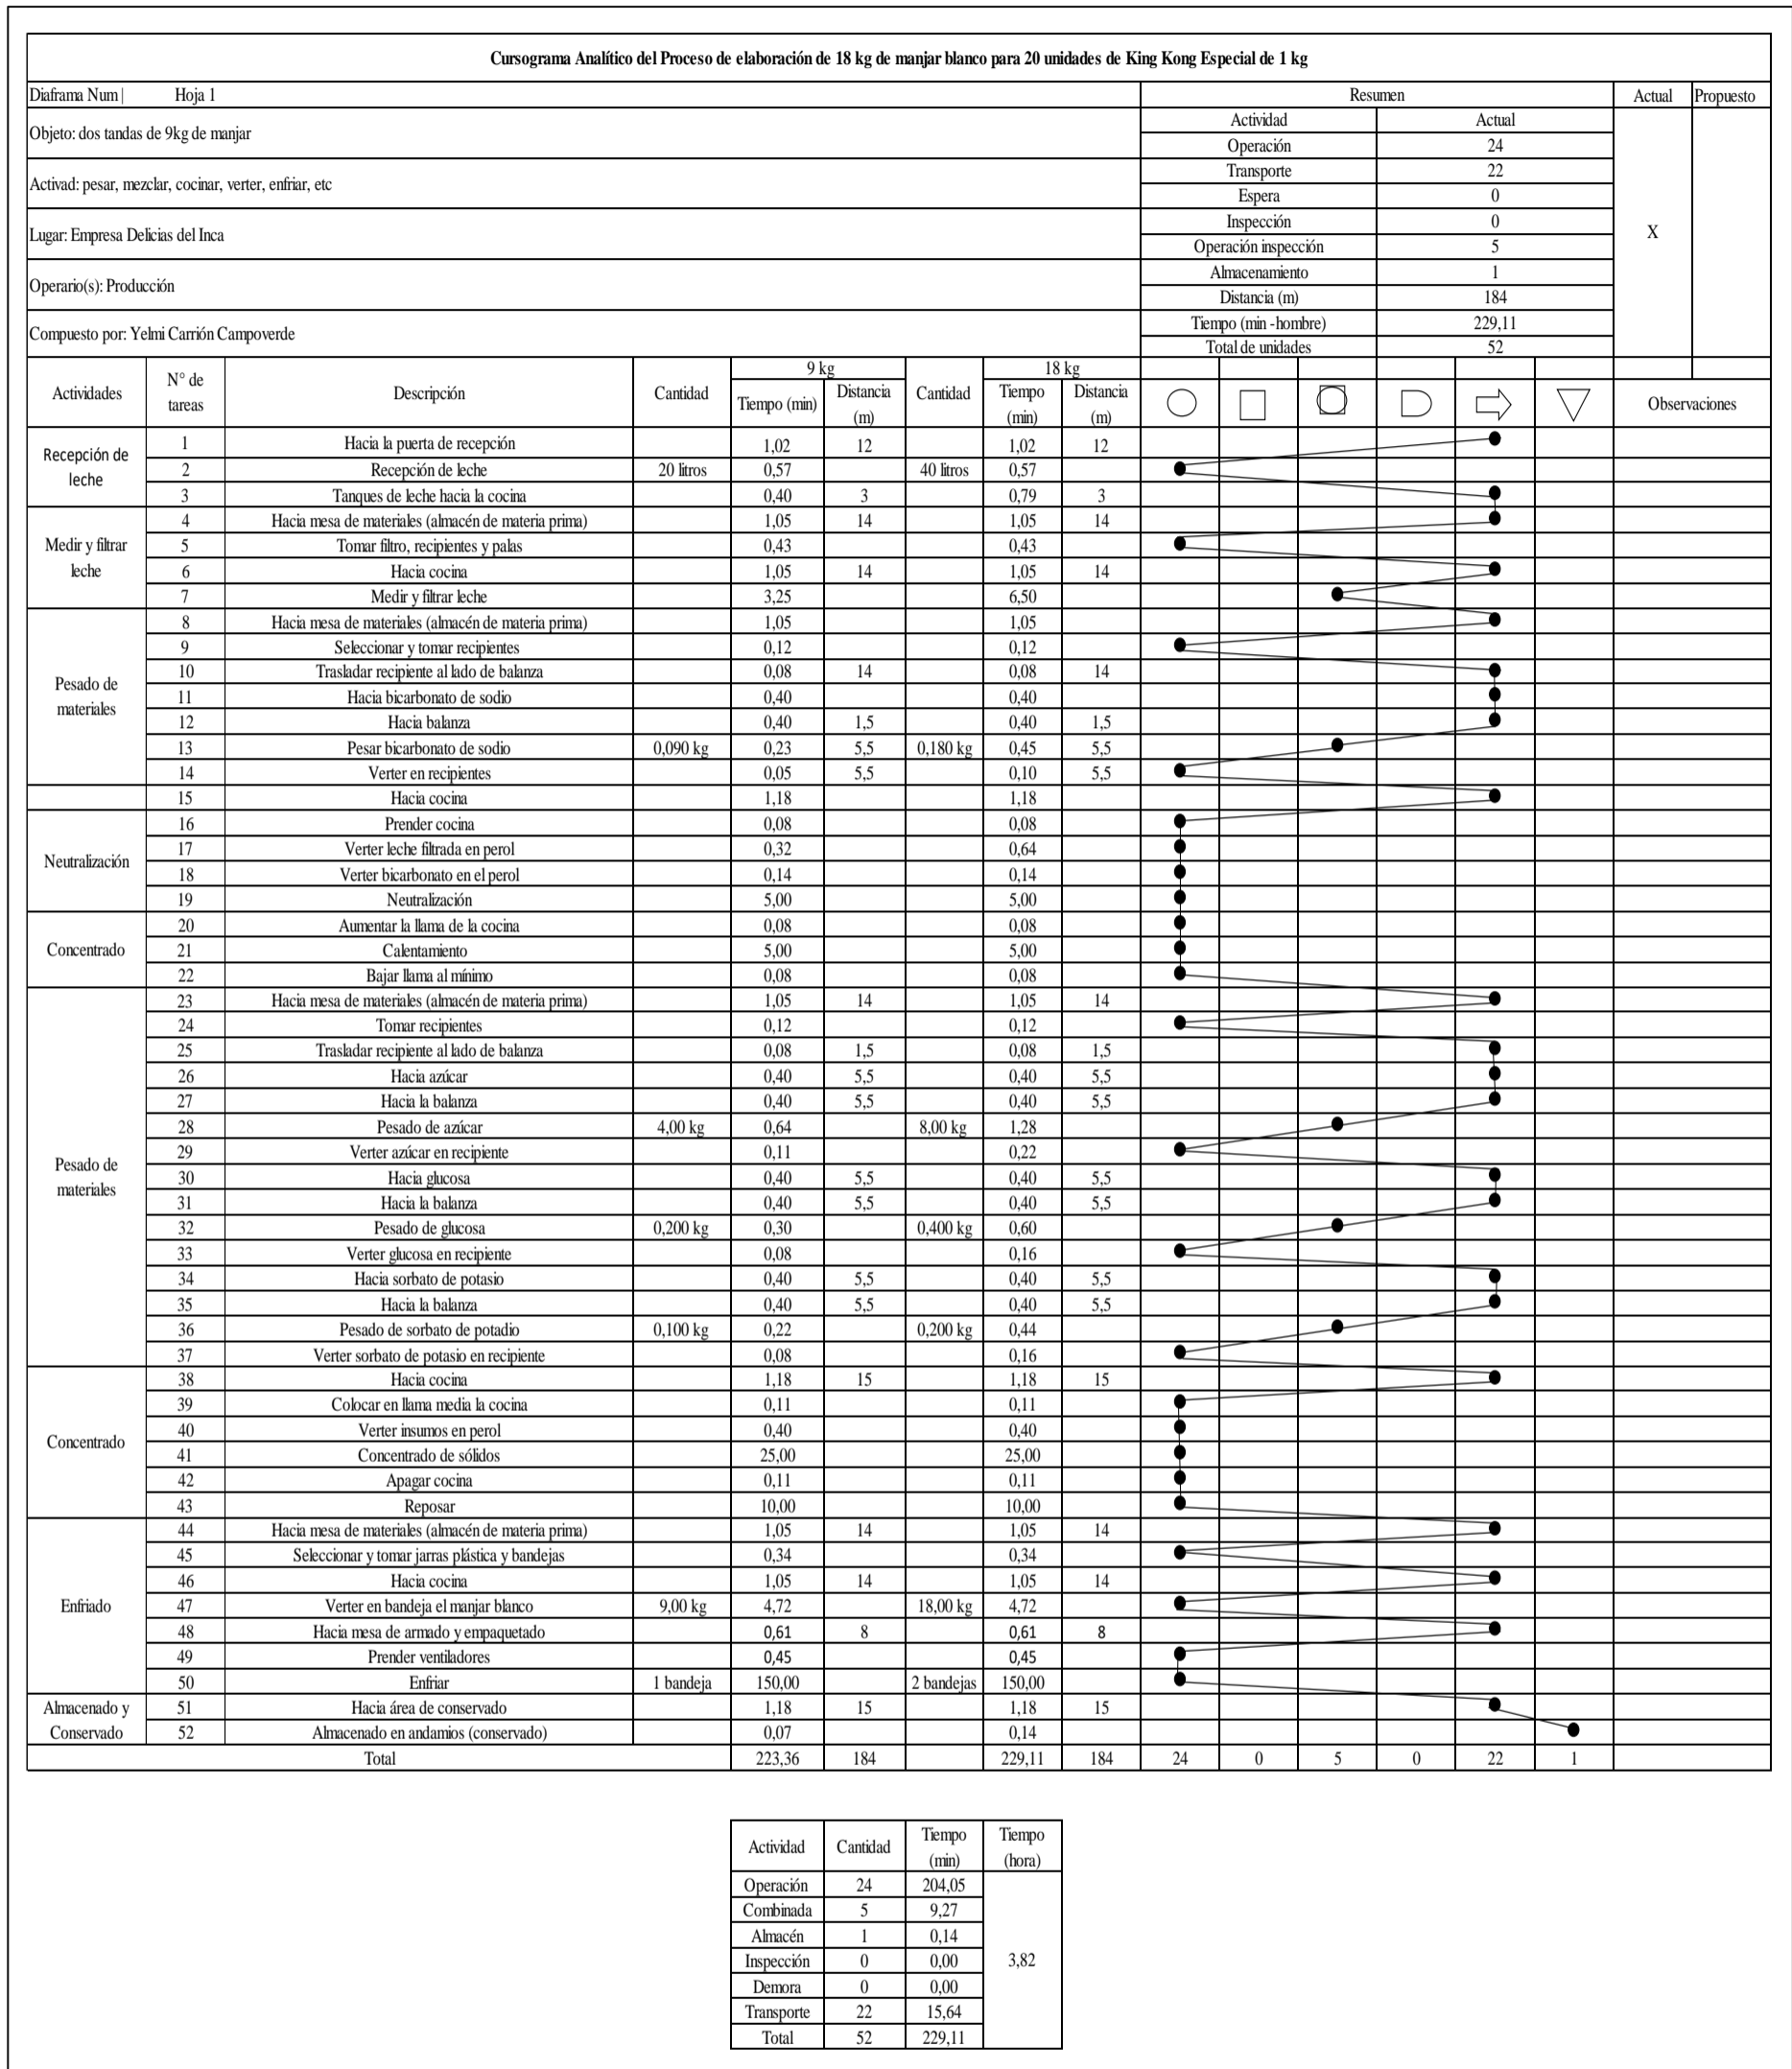 Cursograma Analítico del Proceso de elaboración de 18 kg de manjar blanco para 20 unidades de King Kong Especial de 1 kg
Diaframa Num | Hoja 1 Resumen Actual Propuesto
Objeto: dos tandas de 9kg de manjar
Actividad Actual
Operación 24
Activad: pesar, mezclar, cocinar, verter, enfriar, etc
Transporte 22
Espera 0
Lugar: Empresa Delicias del Inca
Inspección 0
X
Operación inspección 5
Operario(s): Producción
Almacenamiento 1
Distancia (m) 184
Compuesto por: Yelmi Carrión Campoverde
Tiempo (min -hombre) 229,11
Total de unidades 52
Actividades N° de tareas Descripción Cantidad 9 kg Cantidad 18 kg Observaciones
Tiempo (min) Distancia (m) Tiempo (min) Distancia (m)
Recepción de leche
1 Hacia la puerta de recepción 1,02 12 1,02 12
2 Recepción de leche 20 litros 0,57 40 litros 0,57
3 Tanques de leche hacia la cocina 0,40 3 0,79 3
Medir y filtrar leche
4 Hacia mesa de materiales (almacén de materia prima) 1,05 14 1,05 14
5 Tomar filtro, recipientes y palas 0,43 0,43
6 Hacia cocina 1,05 14 1,05 14
7 Medir y filtrar leche 3,25 6,50
Pesado de materiales
8 Hacia mesa de materiales (almacén de materia prima) 1,05 1,05
9 Seleccionar y tomar recipientes 0,12 0,12
10 Trasladar recipiente al lado de balanza 0,08 14 0,08 14
11 Hacia bicarbonato de sodio 0,40 0,40
12 Hacia balanza 0,40 1,5 0,40 1,5
13 Pesar bicarbonato de sodio 0,090 kg 0,23 5,5 0,180 kg 0,45 5,5
14 Verter en recipientes 0,05 5,5 0,10 5,5
15 Hacia cocina 1,18 1,18
Neutralización
16 Prender cocina 0,08 0,08
17 Verter leche filtrada en perol 0,32 0,64
18 Verter bicarbonato en el perol 0,14 0,14
19 Neutralización 5,00 5,00
Concentrado
20 Aumentar la llama de la cocina 0,08 0,08
21 Calentamiento 5,00 5,00
22 Bajar llama al mínimo 0,08 0,08
Pesado de materiales
23 Hacia mesa de materiales (almacén de materia prima) 1,05 14 1,05 14
24 Tomar recipientes 0,12 0,12
25 Trasladar recipiente al lado de balanza 0,08 1,5 0,08 1,5
26 Hacia azúcar 0,40 5,5 0,40 5,5
27 Hacia la balanza 0,40 5,5 0,40 5,5
28 Pesado de azúcar 4,00 kg 0,64 8,00 kg 1,28
29 Verter azúcar en recipiente 0,11 0,22
30 Hacia glucosa 0,40 5,5 0,40 5,5
31 Hacia la balanza 0,40 5,5 0,40 5,5
32 Pesado de glucosa 0,200 kg 0,30 0,400 kg 0,60
33 Verter glucosa en recipiente 0,08 0,16
34 Hacia sorbato de potasio 0,40 5,5 0,40 5,5
35 Hacia la balanza 0,40 5,5 0,40 5,5
36 Pesado de sorbato de potadio 0,100 kg 0,22 0,200 kg 0,44
37 Verter sorbato de potasio en recipiente 0,08 0,16
Concentrado
38 Hacia cocina 1,18 15 1,18 15
39 Colocar en llama media la cocina 0,11 0,11
40 Verter insumos en perol 0,40 0,40
41 Concentrado de sólidos 25,00 25,00
42 Apagar cocina 0,11 0,11
43 Reposar 10,00 10,00
Enfriado
44 Hacia mesa de materiales (almacén de materia prima) 1,05 14 1,05 14
45 Seleccionar y tomar jarras plástica y bandejas 0,34 0,34
46 Hacia cocina 1,05 14 1,05 14
47 Verter en bandeja el manjar blanco 9,00 kg 4,72 18,00 kg 4,72
48 Hacia mesa de armado y empaquetado 0,61 8 0,61 8
49 Prender ventiladores 0,45 0,45
50 Enfriar 1 bandeja 150,00 2 bandejas 150,00
Almacenado y Conservado
51 Hacia área de conservado 1,18 15 1,18 15
52 Almacenado en andamios (conservado) 0,07 0,14
Total 223,36 184 229,11 184 24 0 5 0 22 1
Actividad Cantidad Tiempo (min) Tiempo (hora)
Operación 24 204,05
Combinada 5 9,27
Almacén 1 0,14
Inspección 0 0,00 3,82
Demora 0 0,00
Transporte 22 15,64
Total 52 229,11